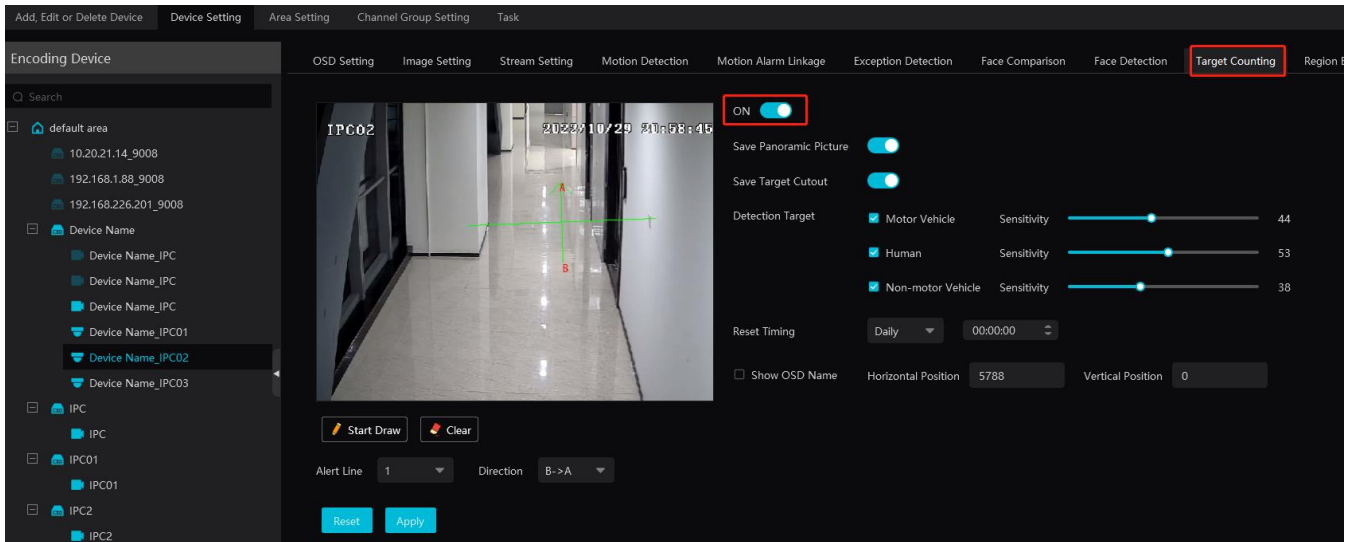 Add, Edit or Delete Device Device Setting Area Setting Channel Group Setting Task
Encoding Device
Search
default area
10.20.21.14_9008
192.168.1.88_9008
192.168.226.201_9008
Device Name
Device Name_IPC
Device Name_IPC
Device Name_IPC
Device Name_IPC01
Device Name_IPC02
Device Name_IPC03
IPC
IPC
IPC01
IPC01
IPC2
IPC2
OSD Setting Image Setting Stream Setting Motion Detection Motion Alarm Linkage Exception Detection Face Comparison Face Detection Target Counting Region
IPC02 2022/10/29 20:58:45
A
B
Start Draw Clear
Alert Line 1 Direction B->A
Reset Apply
ON
Save Panoramic Picture
Save Target Cutout
Detection Target Motor Vehicle Sensitivity 44
Human Sensitivity 53
Non-motor Vehicle Sensitivity 38
Reset Timing Daily 00:00:00
Show OSD Name Horizontal Position 5788 Vertical Position 0